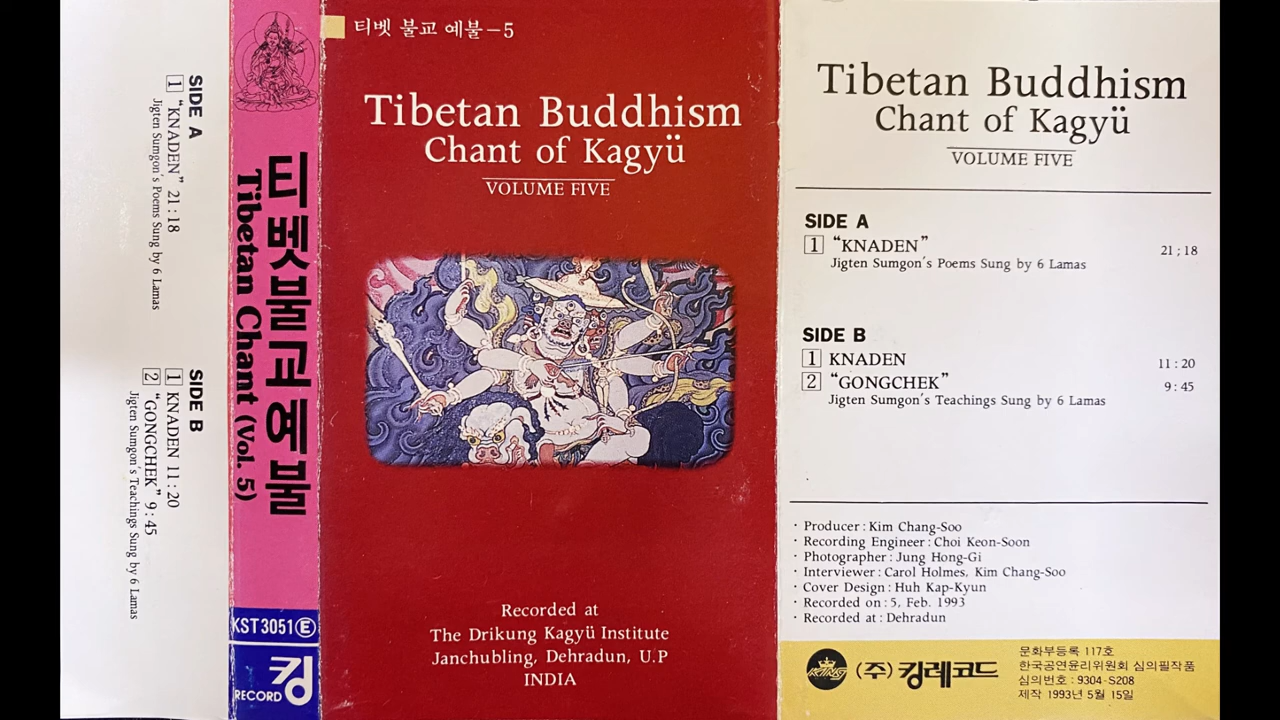 SIDE A
1 “KNADEN” 21 : 18
Jigten Sumgon's Poems Sung by 6 Lamas
SIDE B
1 KNADEN 11 : 20
2 “GONGCHEK” 9 : 45
Jigten Sumgon's Teachings Sung by 6 Lamas
티벳불교예불
Tibetan Chant (Vol. 5)
KST3051Ⓔ
킹
RECORD
티벳 불교 예불-5
Tibetan Buddhism
Chant of Kagyü
VOLUME FIVE
Recorded at
The Drikung Kagyü Institute
Janchubling, Dehradun, U.P
INDIA
Tibetan Buddhism
Chant of Kagyü
VOLUME FIVE
SIDE A
1 “KNADEN” 21 ; 18
Jigten Sumgon's Poems Sung by 6 Lamas
SIDE B
1 KNADEN 11 : 20
2 “GONGCHEK” 9 : 45
Jigten Sumgon's Teachings Sung by 6 Lamas
· Producer : Kim Chang-Soo
· Recording Engineer : Choi Keon-Soon
· Photographer : Jung Hong-Gi
· Interviewer : Carol Holmes, Kim Chang-Soo
· Cover Design : Huh Kap-Kyun
· Recorded on : 5, Feb. 1993
· Recorded at : Dehradun
(주) 킹레코드
문화부등록 117호
한국공연윤리위원회 심의필작품
심의번호 : 9304-S208
제작 1993년 5월 15일